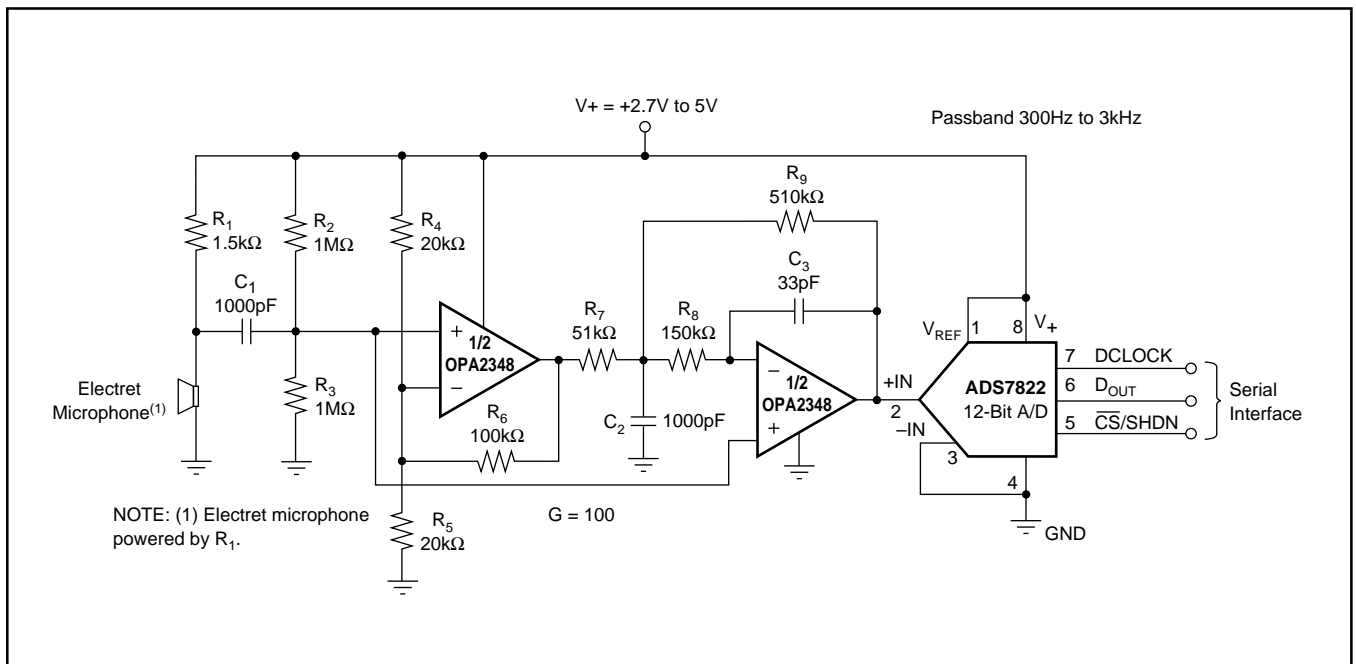 V+ = +2.7V to 5V
Passband 300Hz to 3kHz
R9
510kΩ
R1
1.5kΩ
R2
1MΩ
R4
20kΩ
C3
33pF
C1
1000pF
R7
51kΩ
R8
150kΩ
VREF
1
8
V+
+
1/2
OPA2348
−
−
1/2
OPA2348
+
+IN
2
−IN
3
ADS7822
12-Bit A/D
7
DCLOCK
6
DOUT
5
CS/SHDN
4
Serial
Interface
Electret
Microphone(1)
R3
1MΩ
R6
100kΩ
C2
1000pF
NOTE: (1) Electret microphone
powered by R1.
R5
20kΩ
G = 100
GND